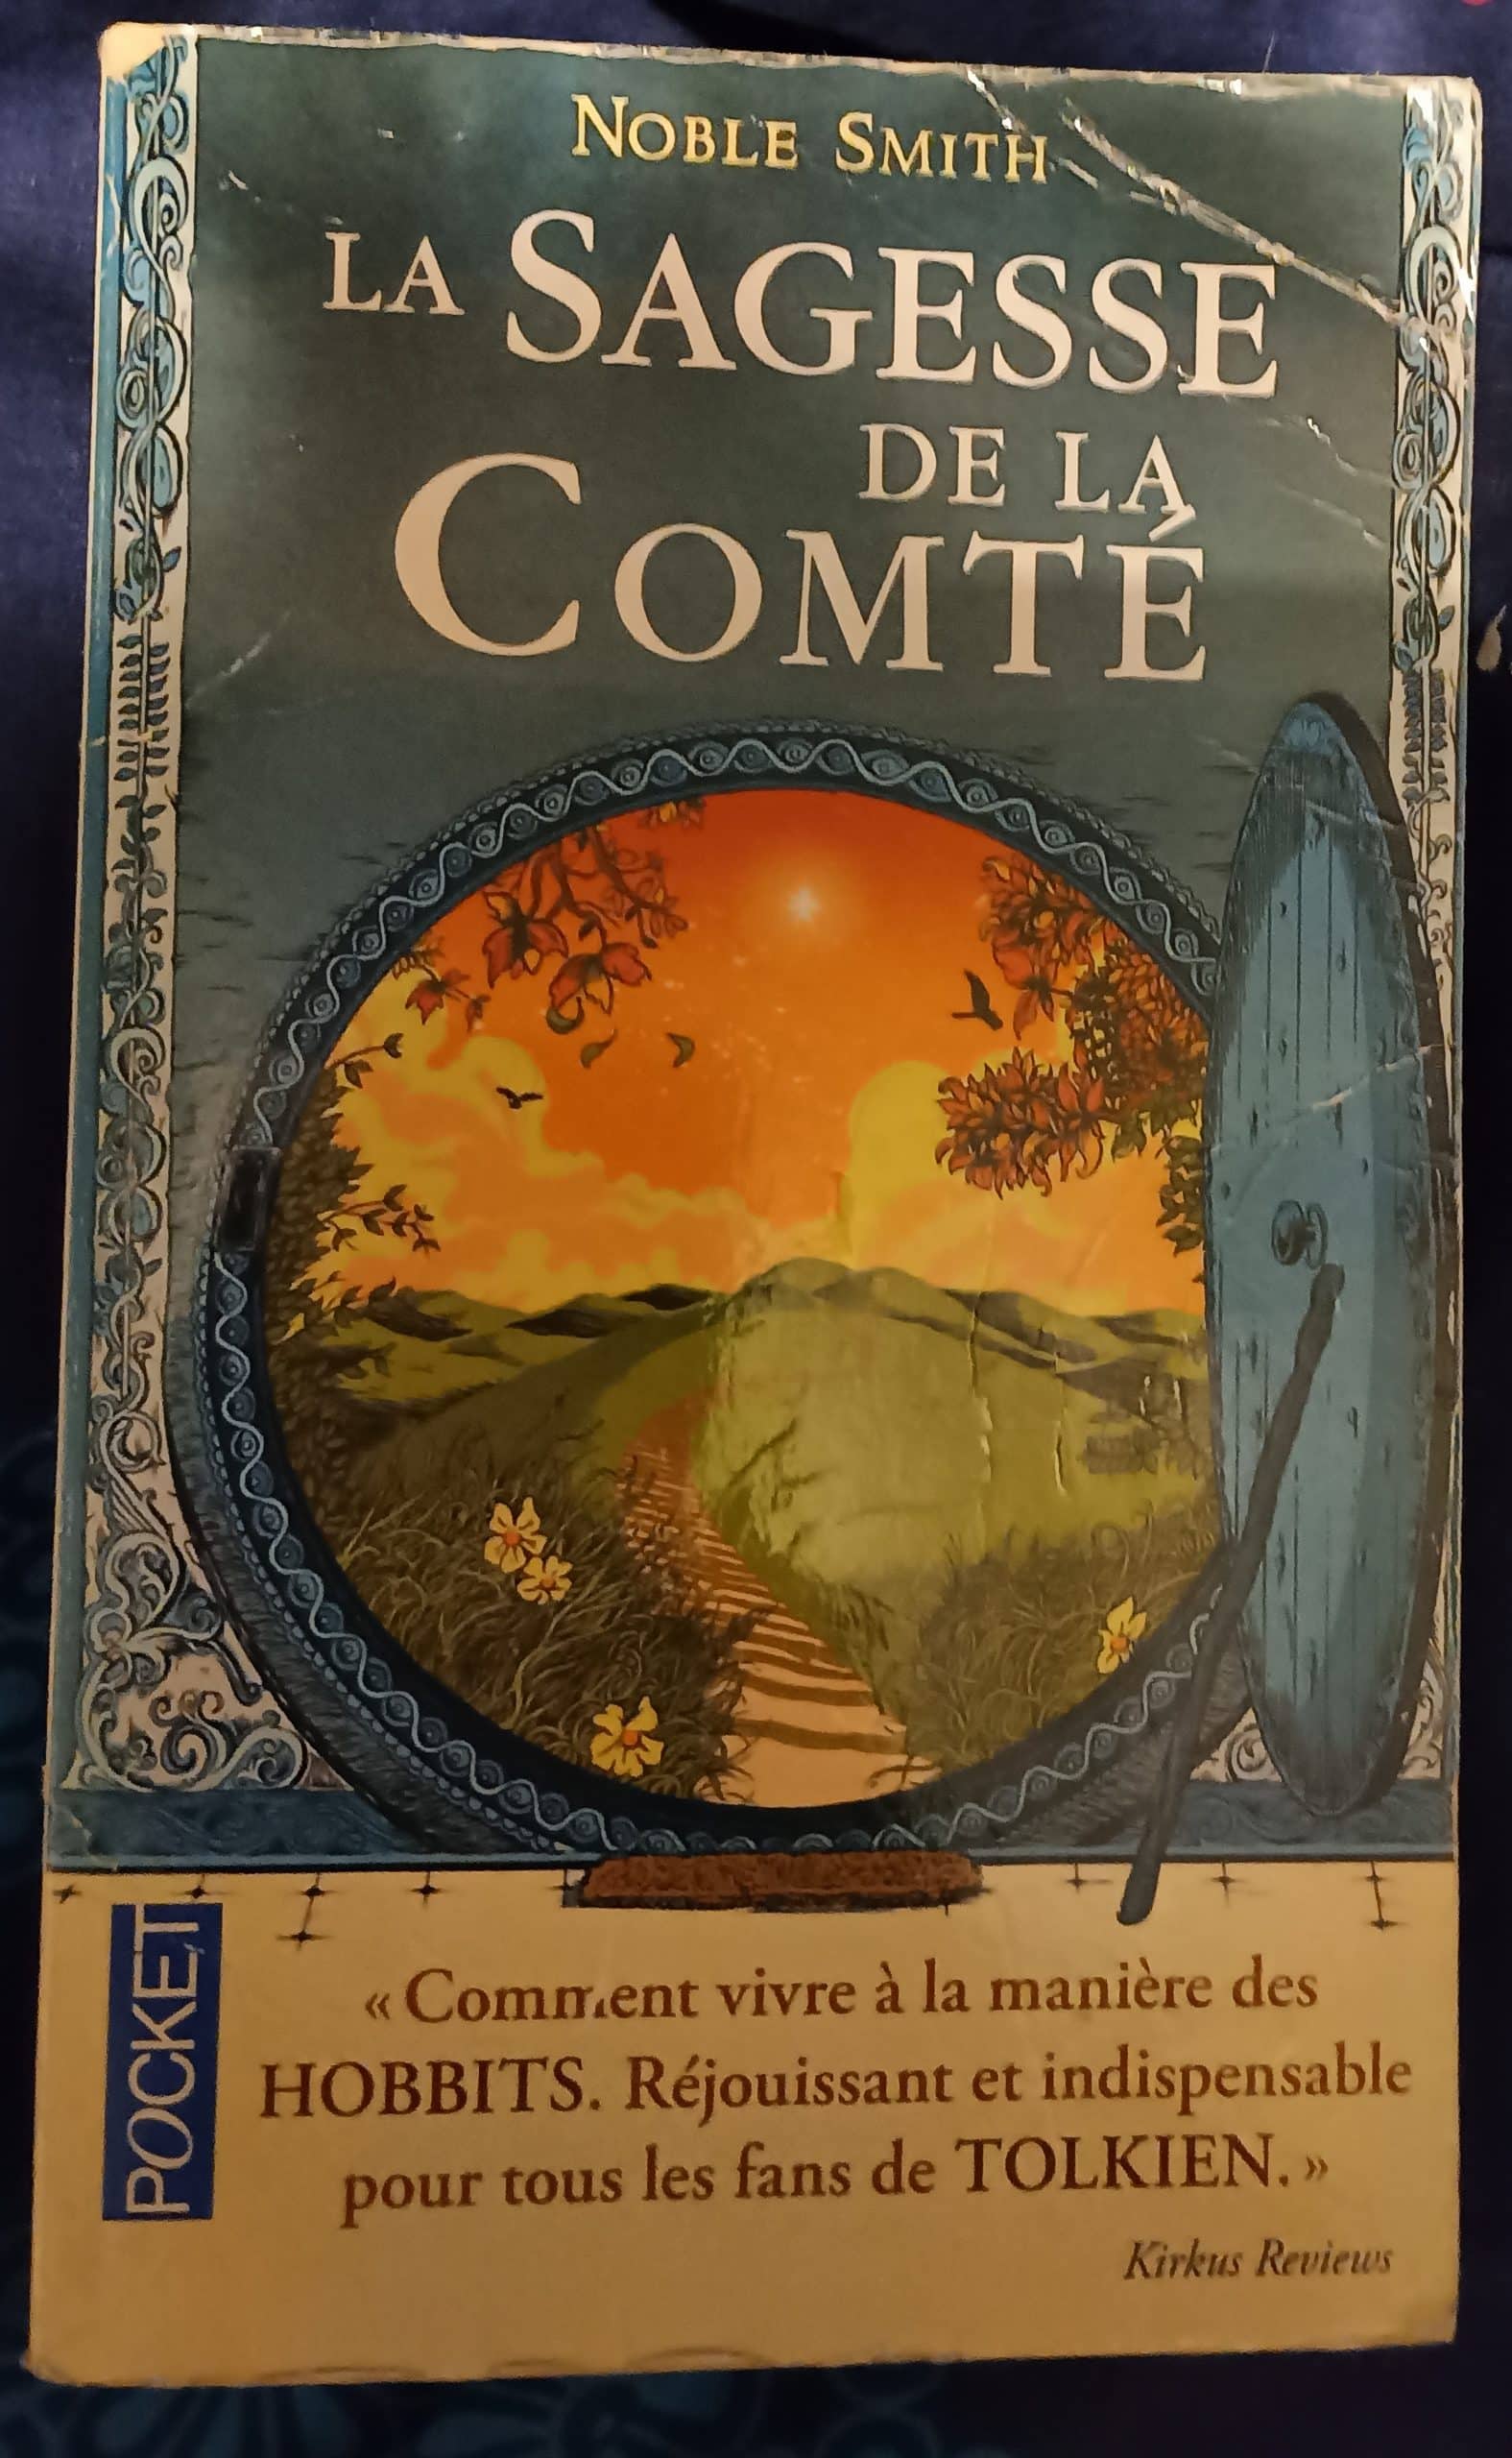 NOBLE SMITH
LA SAGESSE
DE LA
COMTÉ
POCKET
« Comment vivre à la manière des
HOBBITS. Réjouissant et indispensable
pour tous les fans de TOLKIEN. »
Kirkus Reviews